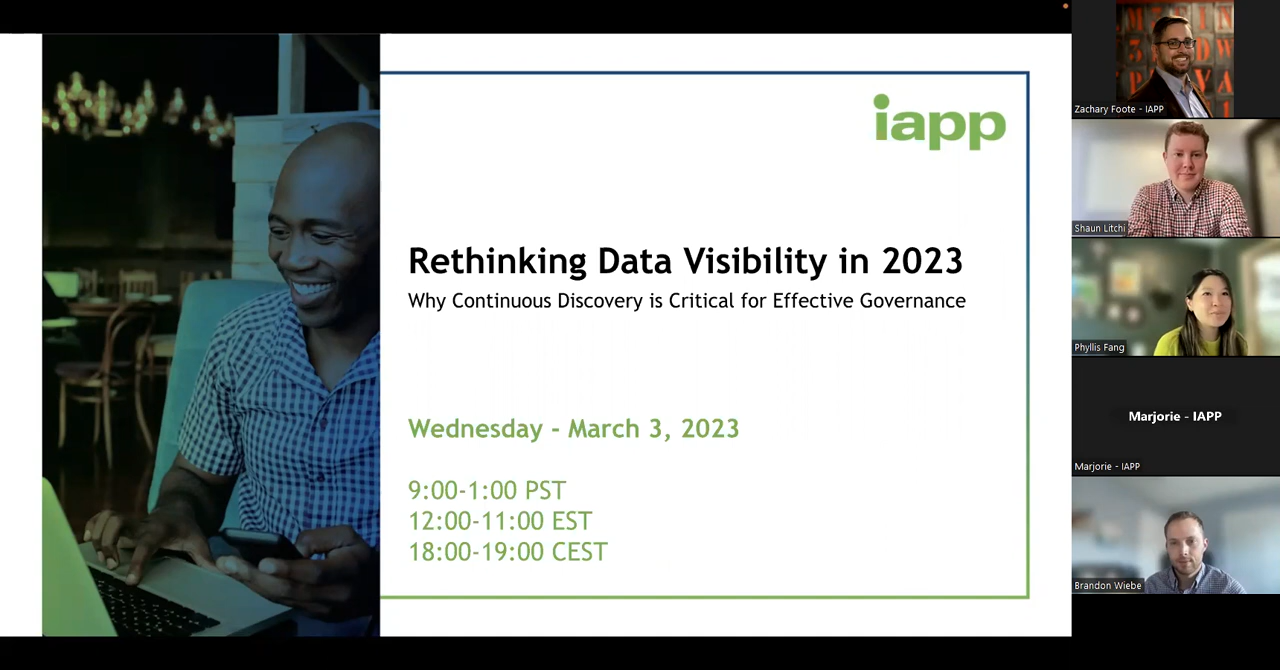 iapp
Rethinking Data Visibility in 2023
Why Continuous Discovery is Critical for Effective Governance
Wednesday - March 3, 2023
9:00-1:00 PST
12:00-11:00 EST
18:00-19:00 CEST
Zachary Foote - IAPP
Shaun Litchi
Phyllis Fang
Marjorie - IAPP
Marjorie - IAPP
Brandon Wiebe